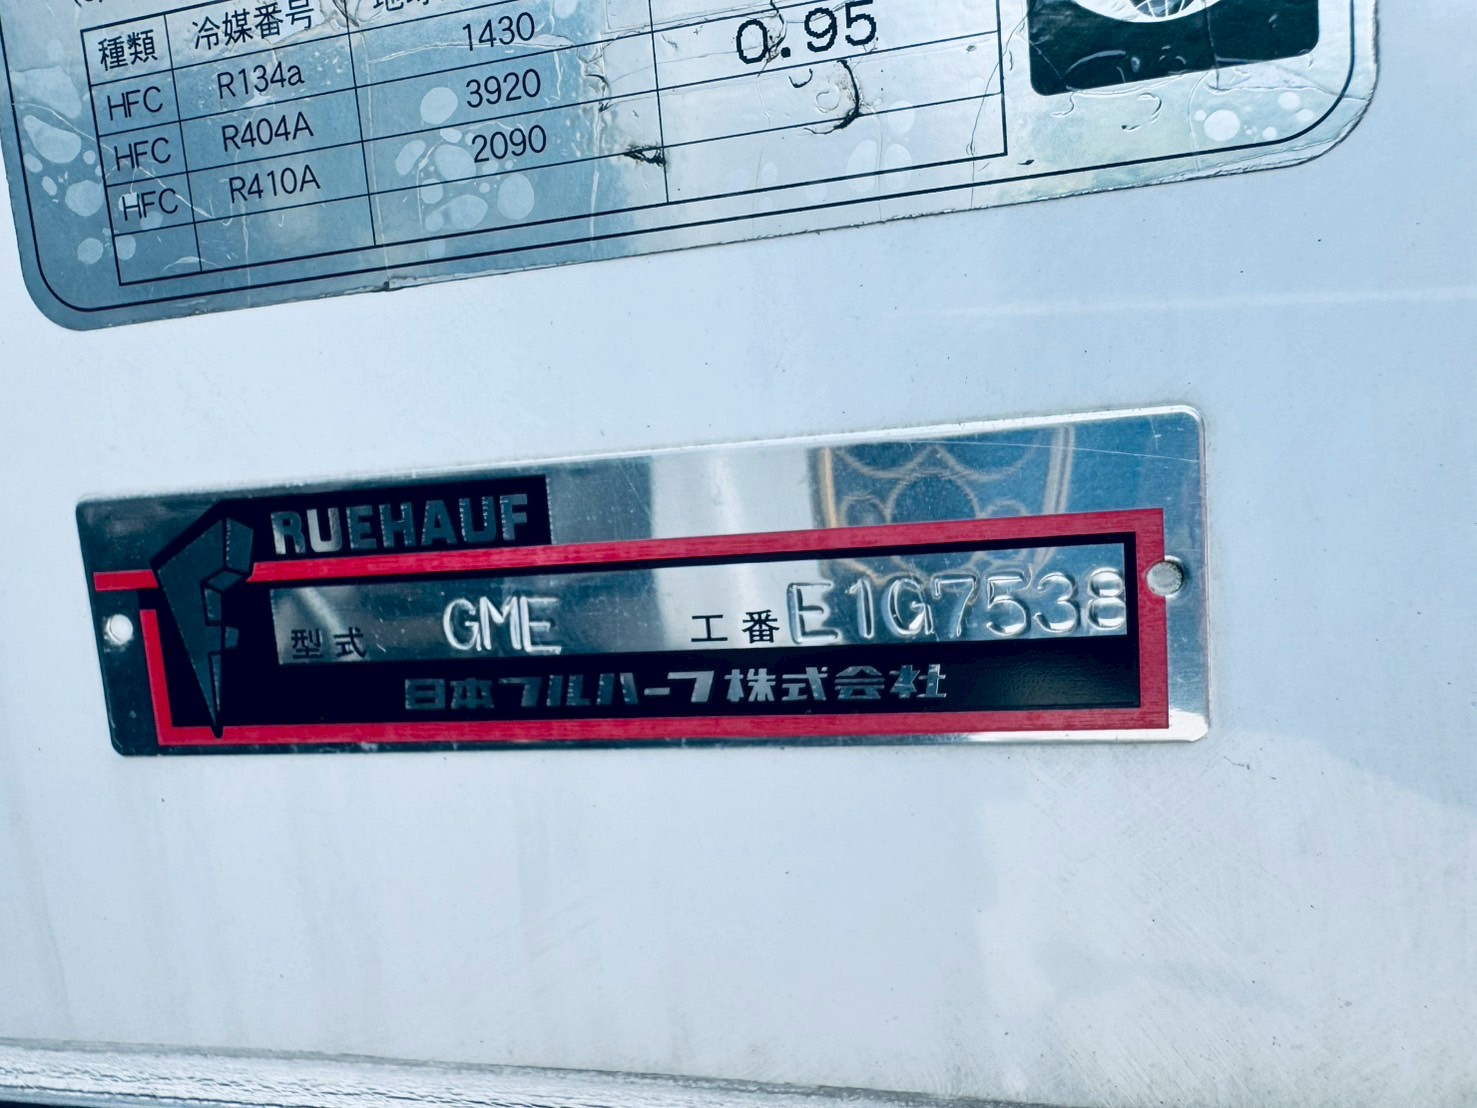 種類 冷媒番号
HFC R134a 1430 0.95
HFC R404A 3920
HFC R410A 2090
RUEHAUF
型式 GME 工番 E1G7538
日本フルハーフ株式会社